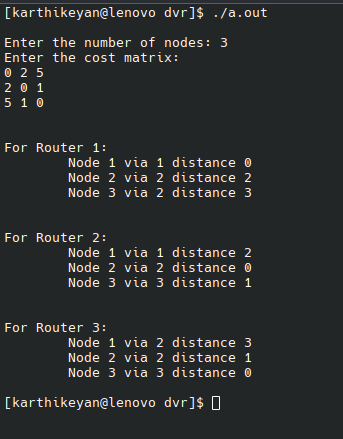 [karthikeyan@lenovo dvr]$ ./a.out
Enter the number of nodes: 3
Enter the cost matrix:
0 2 5
2 0 1
5 1 0
For Router 1:
Node 1 via 1 distance 0
Node 2 via 2 distance 2
Node 3 via 2 distance 3
For Router 2:
Node 1 via 1 distance 2
Node 2 via 2 distance 0
Node 3 via 3 distance 1
For Router 3:
Node 1 via 2 distance 3
Node 2 via 2 distance 1
Node 3 via 3 distance 0
[karthikeyan@lenovo dvr]$